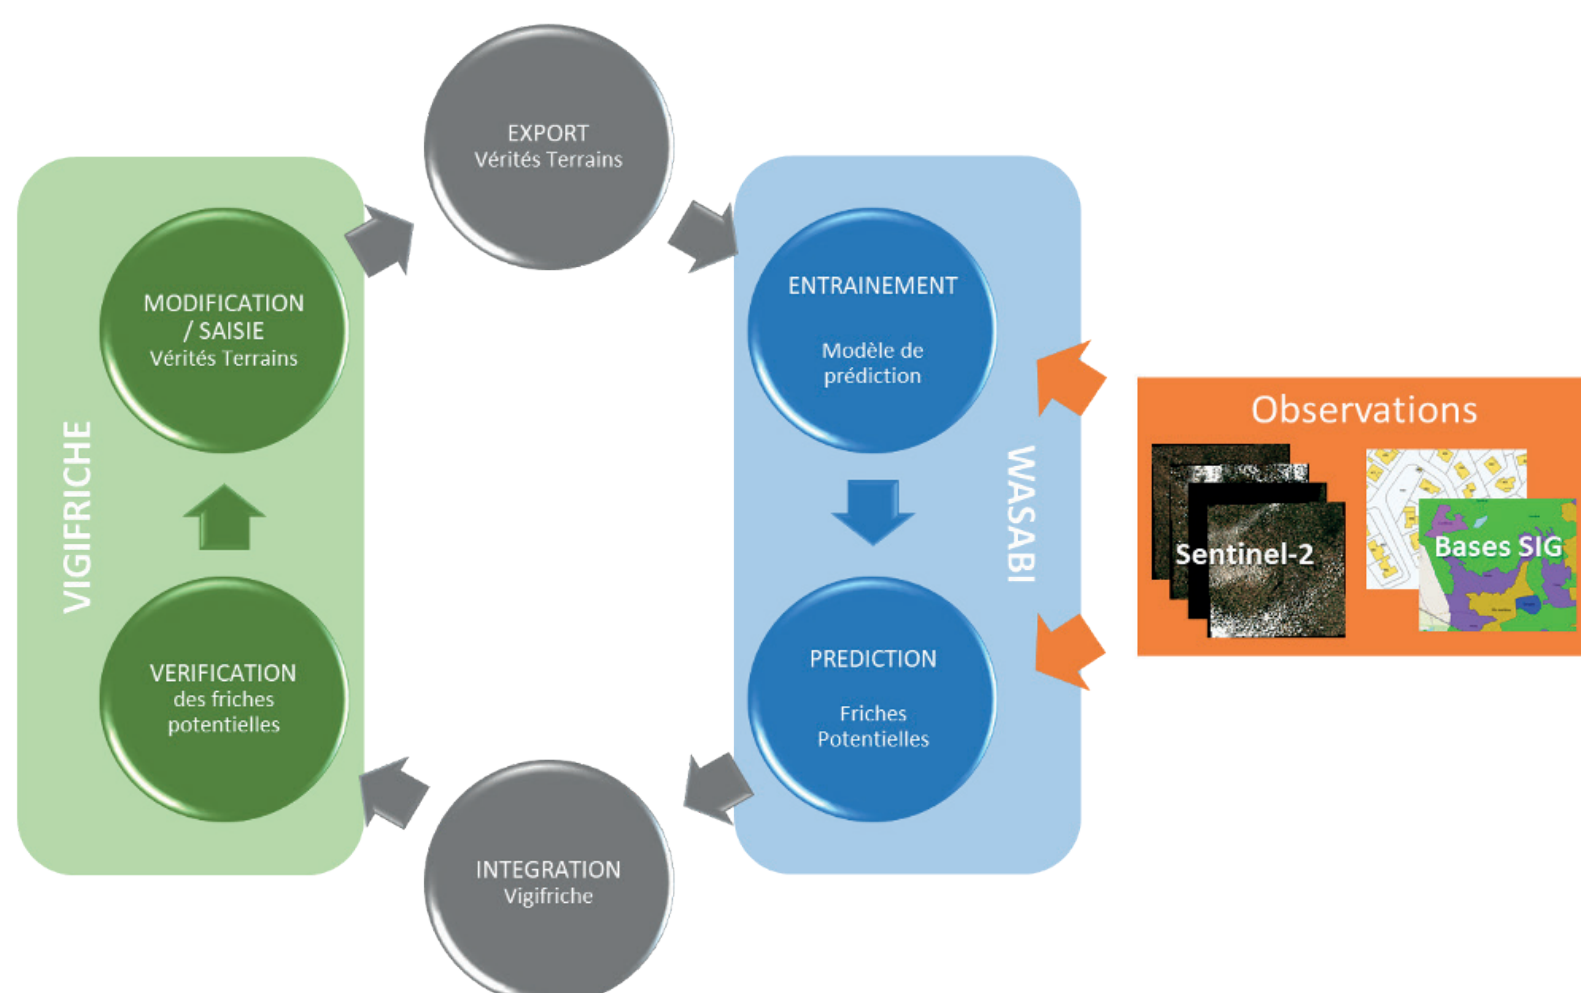 EXPORT
Vérités Terrains
MODIFICATION
/ SAISIE
Vérités Terrains
VIGIFRICHE
VERIFICATION
des friches
potentielles
INTEGRATION
Vigifriche
ENTRAINEMENT
Modèle de
prédiction
WASABI
PREDICTION
Friches
Potentielles
Observations
Sentinel-2
Bases SIG